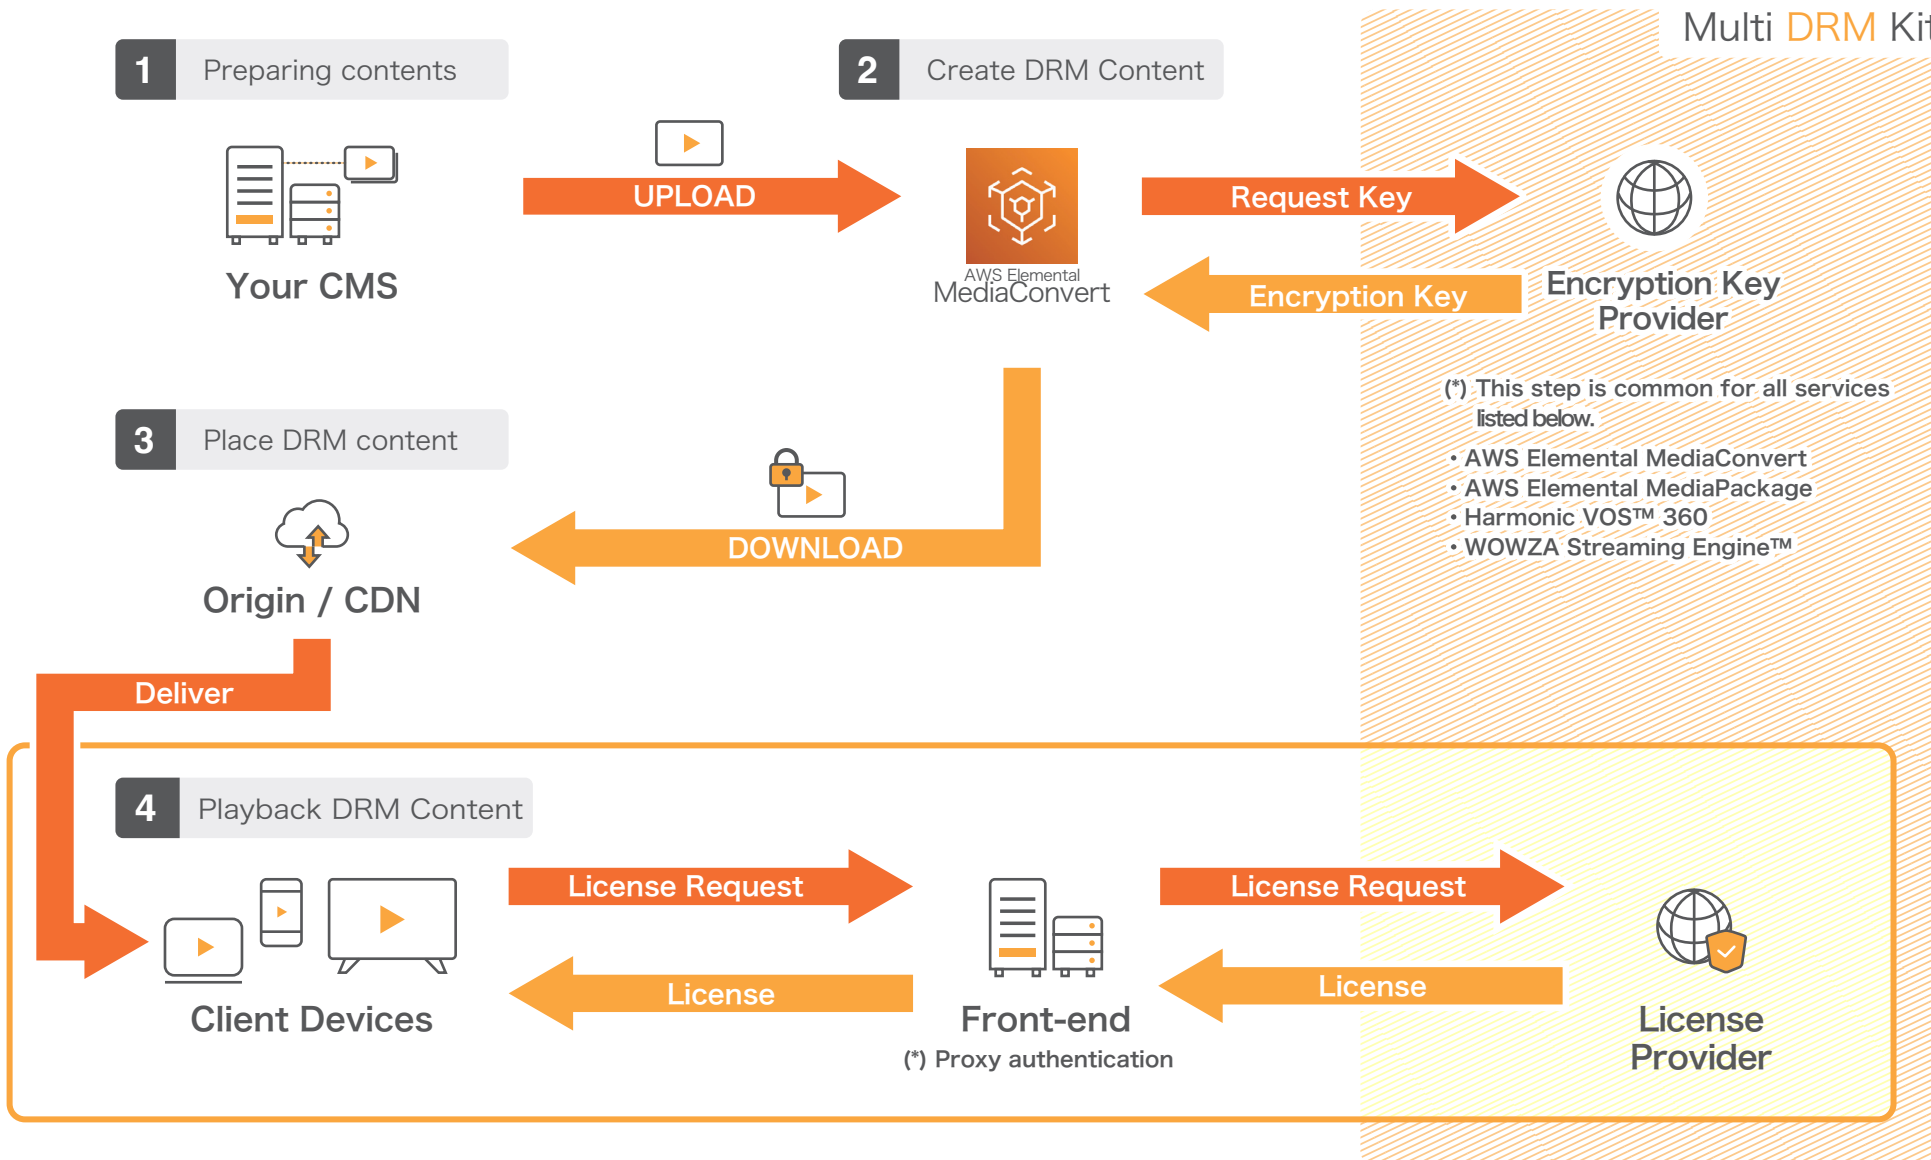 Multi DRM Kit
1 Preparing contents
2 Create DRM Content
UPLOAD
Request Key
Your CMS
AWS Elemental
MediaConvert
Encryption Key
Encryption Key
Provider
(*) This step is common for all services
listed below.
・AWS Elemental MediaConvert
・AWS Elemental MediaPackage
・Harmonic VOS™ 360
・WOWZA Streaming Engine™
3 Place DRM content
DOWNLOAD
Origin / CDN
Deliver
4 Playback DRM Content
License Request
License Request
License
License
Client Devices
Front-end
(*) Proxy authentication
License
Provider